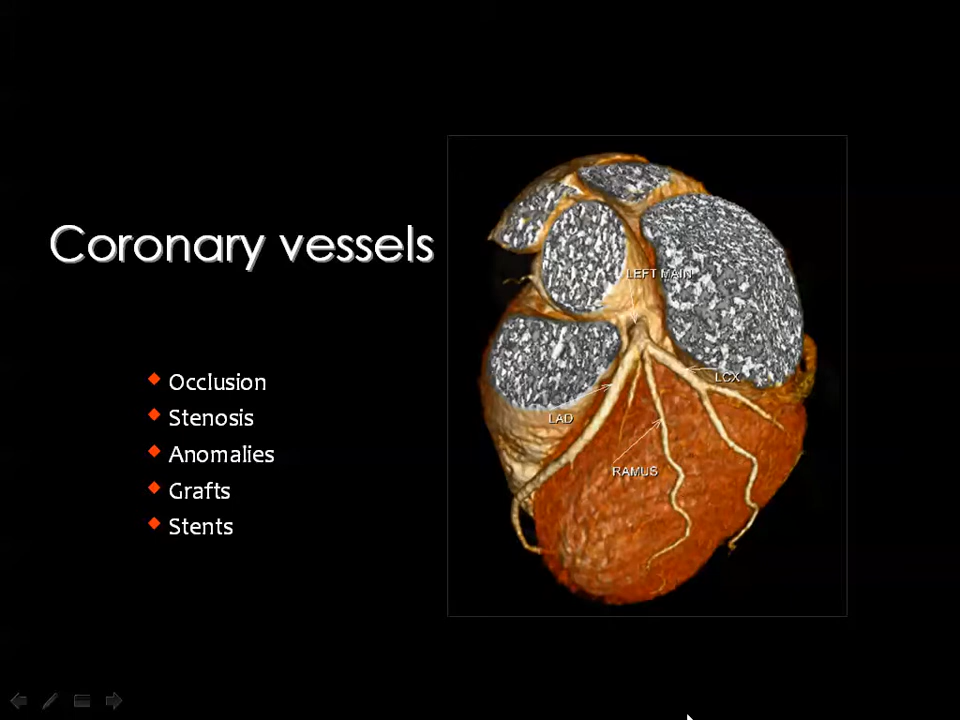 Coronary vessels
Occlusion
Stenosis
Anomalies
Grafts
Stents
LEFT MAIN
LCX
LAD
RAMUS